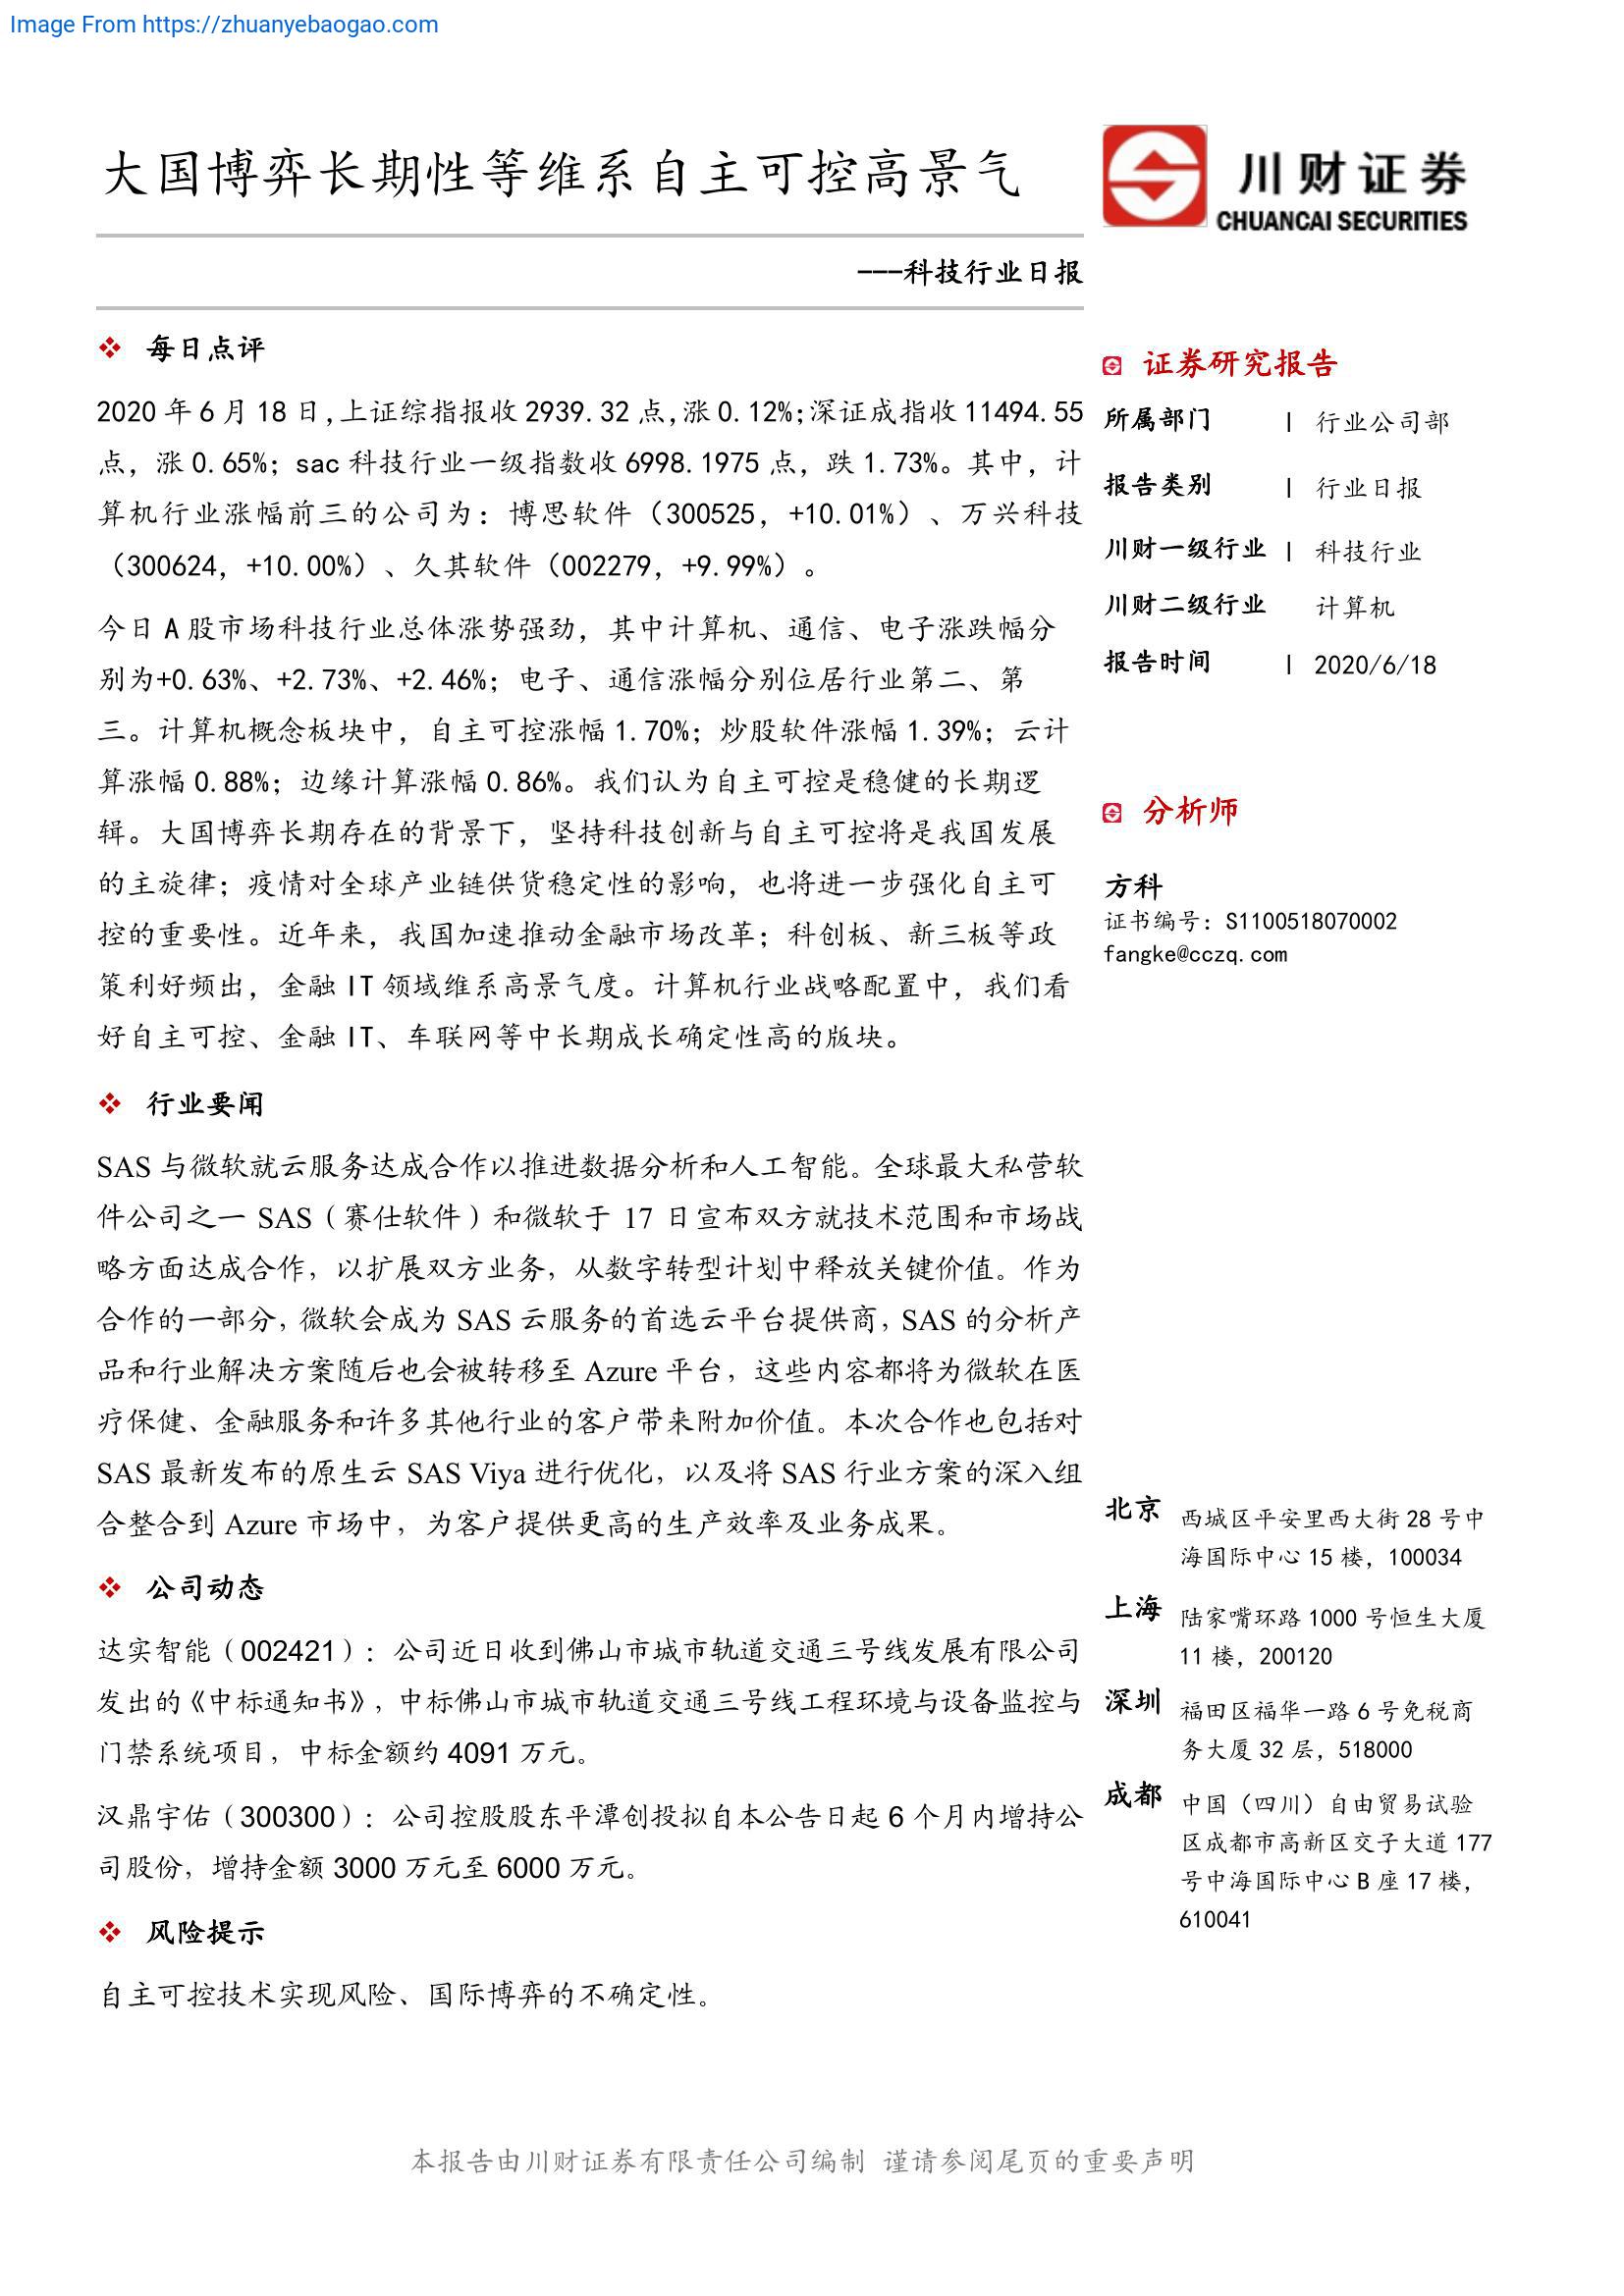 Image From https://zhuanyebaogao.com
大国博弈长期性等维系自主可控高景气
川财证券
CHUANCAI SECURITIES
---科技行业日报
每日点评
2020 年 6 月 18 日,上证综指报收 2939.32 点,涨 0.12%;深证成指收 11494.55
点，涨 0.65%；sac 科技行业一级指数收 6998.1975 点，跌 1.73%。其中，计
算机行业涨幅前三的公司为：博思软件（300525，+10.01%）、万兴科技
（300624，+10.00%）、久其软件（002279，+9.99%）。
今日 A 股市场科技行业总体涨势强劲，其中计算机、通信、电子涨跌幅分
别为+0.63%、+2.73%、+2.46%；电子、通信涨幅分别位居行业第二、第
三。计算机概念板块中，自主可控涨幅 1.70%；炒股软件涨幅 1.39%；云计
算涨幅 0.88%；边缘计算涨幅 0.86%。我们认为自主可控是稳健的长期逻
辑。大国博弈长期存在的背景下，坚持科技创新与自主可控将是我国发展
的主旋律；疫情对全球产业链供货稳定性的影响，也将进一步强化自主可
控的重要性。近年来，我国加速推动金融市场改革；科创板、新三板等政
策利好频出，金融 IT 领域维系高景气度。计算机行业战略配置中，我们看
好自主可控、金融 IT、车联网等中长期成长确定性高的版块。
行业要闻
SAS 与微软就云服务达成合作以推进数据分析和人工智能。全球最大私营软
件公司之一 SAS（赛仕软件）和微软于 17 日宣布双方就技术范围和市场战
略方面达成合作，以扩展双方业务，从数字转型计划中释放关键价值。作为
合作的一部分，微软会成为 SAS 云服务的首选云平台提供商，SAS 的分析产
品和行业解决方案随后也会被转移至 Azure 平台，这些内容都将为微软在医
疗保健、金融服务和许多其他行业的客户带来附加价值。本次合作也包括对
SAS 最新发布的原生云 SAS Viya 进行优化，以及将 SAS 行业方案的深入组
合整合到 Azure 市场中，为客户提供更高的生产效率及业务成果。
公司动态
达实智能（002421）：公司近日收到佛山市城市轨道交通三号线发展有限公司
发出的《中标通知书》，中标佛山市城市轨道交通三号线工程环境与设备监控与
门禁系统项目，中标金额约 4091 万元。
汉鼎宇佑（300300）：公司控股股东平潭创投拟自本公告日起 6 个月内增持公
司股份，增持金额 3000 万元至 6000 万元。
风险提示
自主可控技术实现风险、国际博弈的不确定性。
证券研究报告
所属部门 | 行业公司部
报告类别 | 行业日报
川财一级行业 | 科技行业
川财二级行业 计算机
报告时间 | 2020/6/18
分析师
方科
证书编号：S1100518070002
fangke@cczq.com
北京 西城区平安里西大街 28 号中
海国际中心 15 楼，100034
上海 陆家嘴环路 1000 号恒生大厦
11 楼，200120
深圳 福田区福华一路 6 号免税商
务大厦 32 层，518000
成都 中国（四川）自由贸易试验
区成都市高新区交子大道 177
号中海国际中心 B 座 17 楼，
610041
本报告由川财证券有限责任公司编制 谨请参阅尾页的重要声明